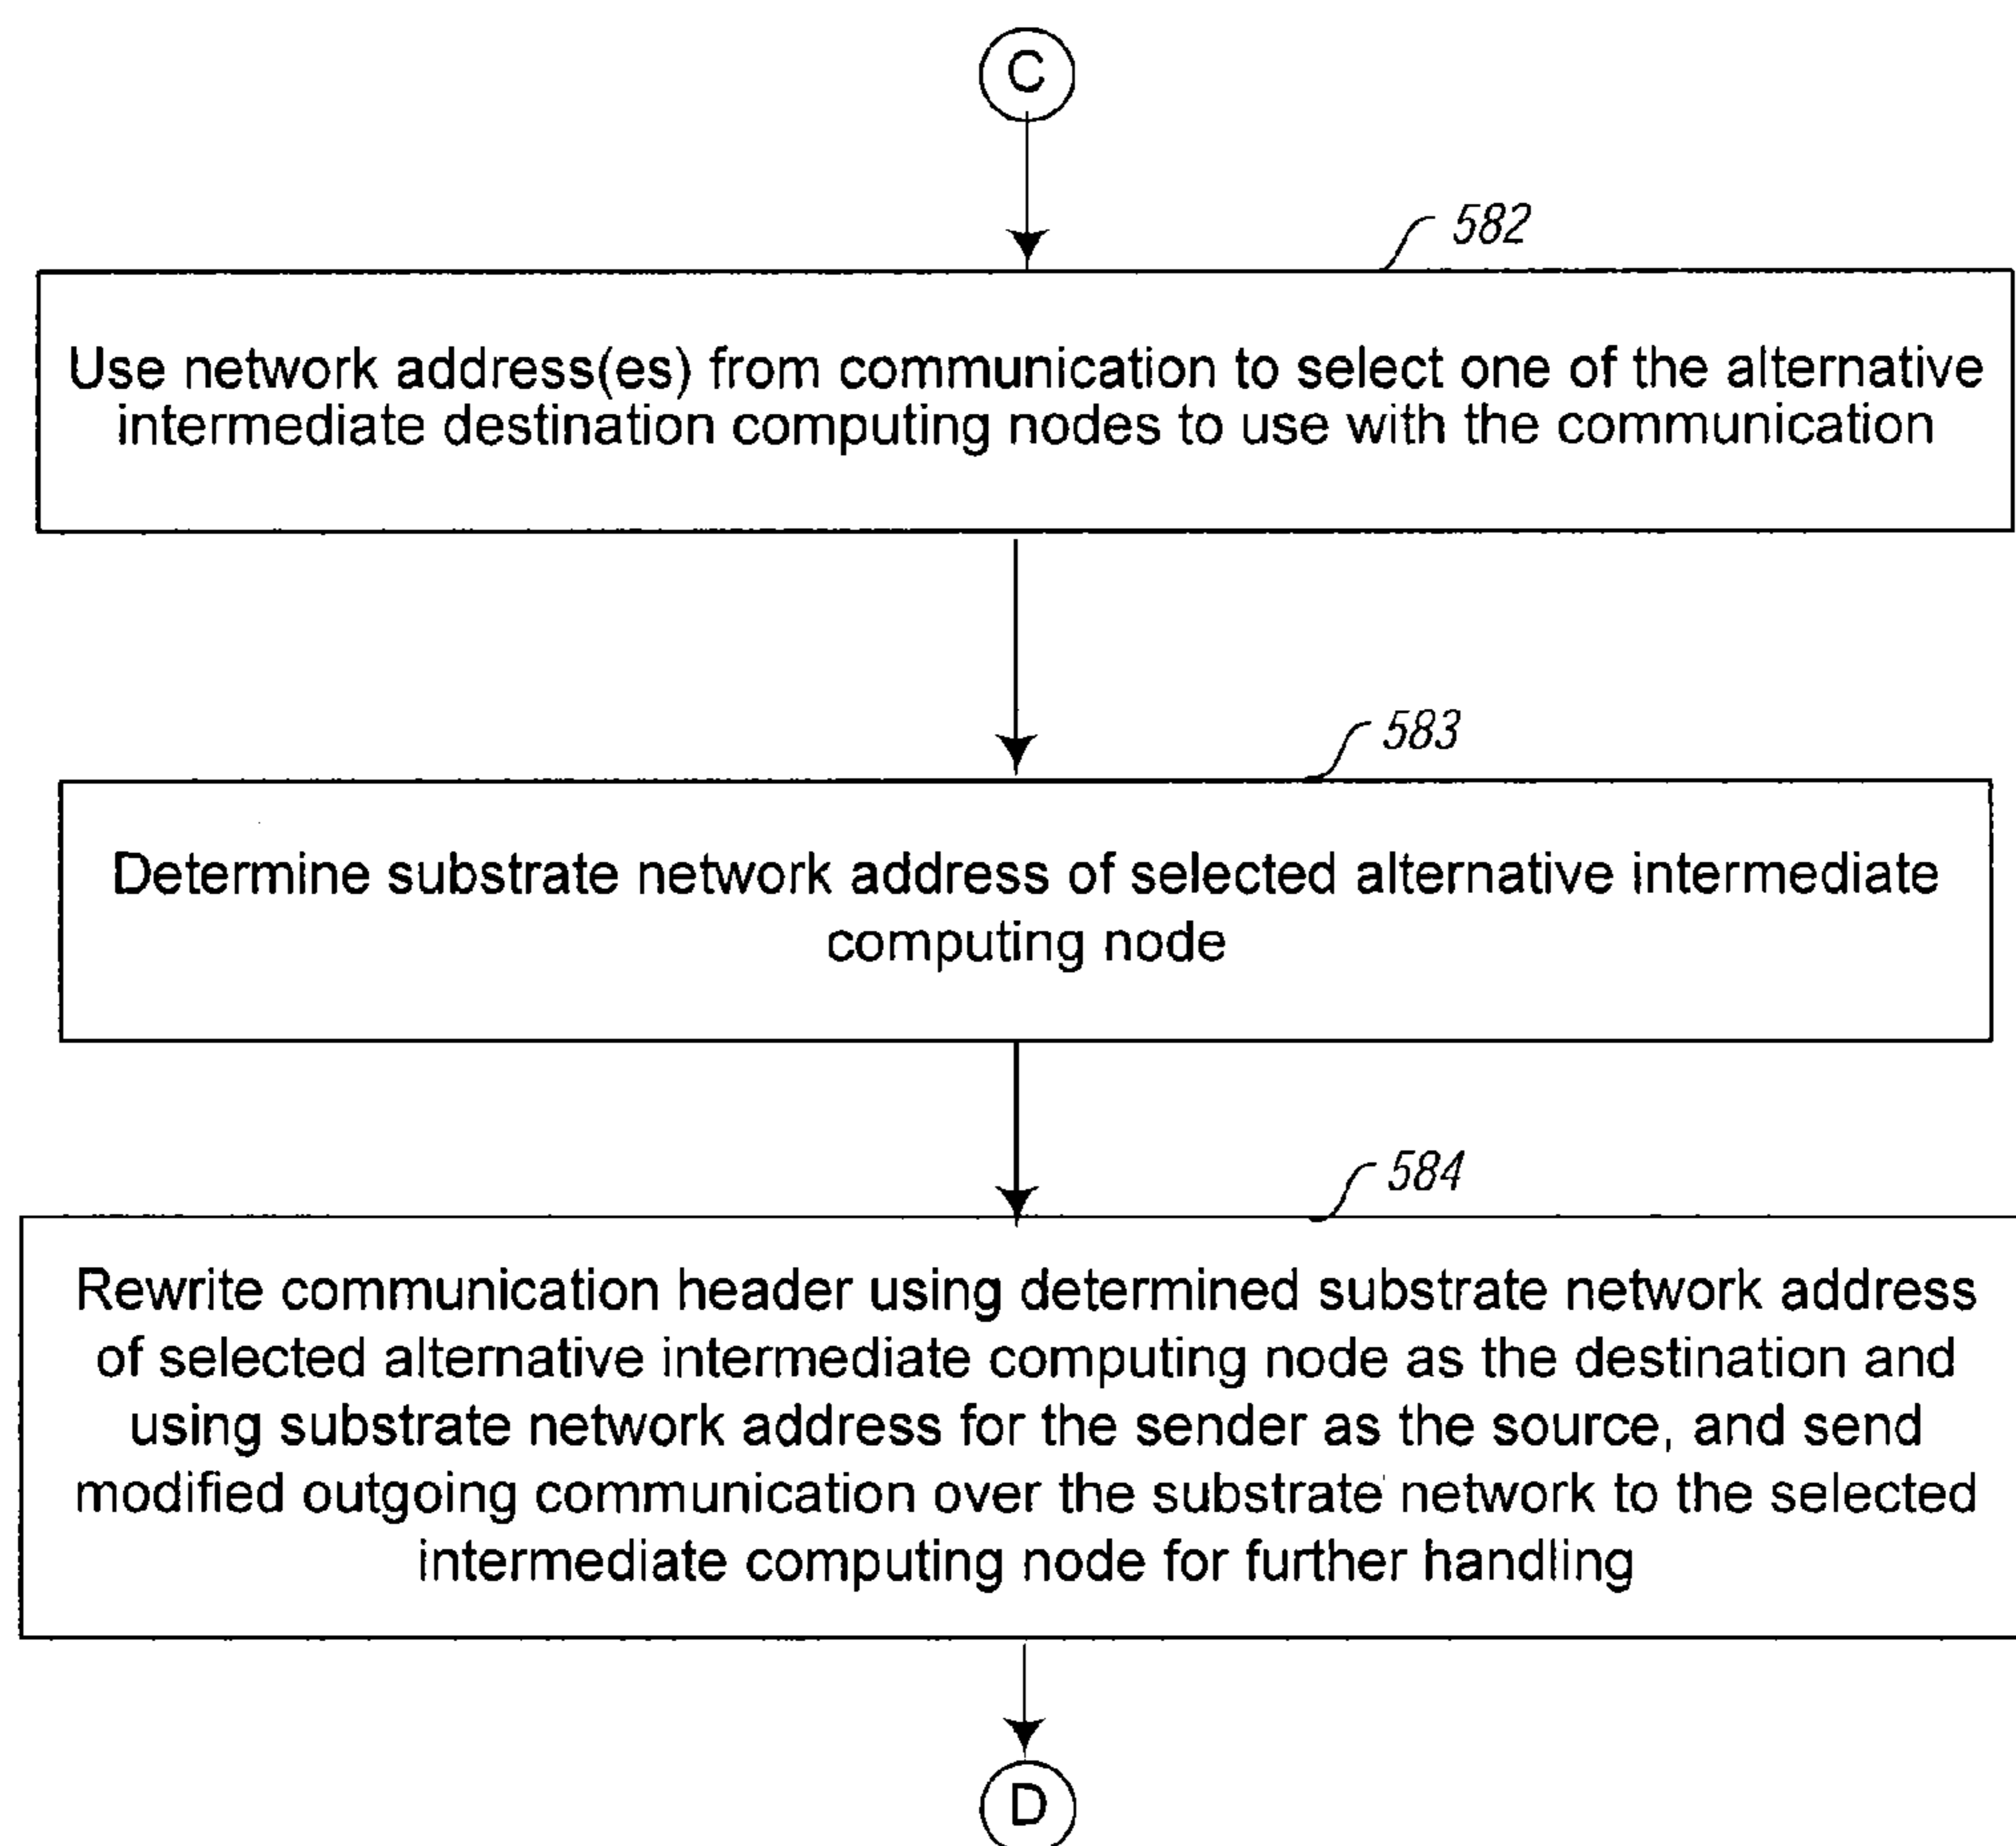 C
582
Use network address(es) from communication to select one of the alternative
intermediate destination computing nodes to use with the communication
583
Determine substrate network address of selected alternative intermediate
computing node
584
Rewrite communication header using determined substrate network address
of selected alternative intermediate computing node as the destination and
using substrate network address for the sender as the source, and send
modified outgoing communication over the substrate network to the selected
intermediate computing node for further handling
D